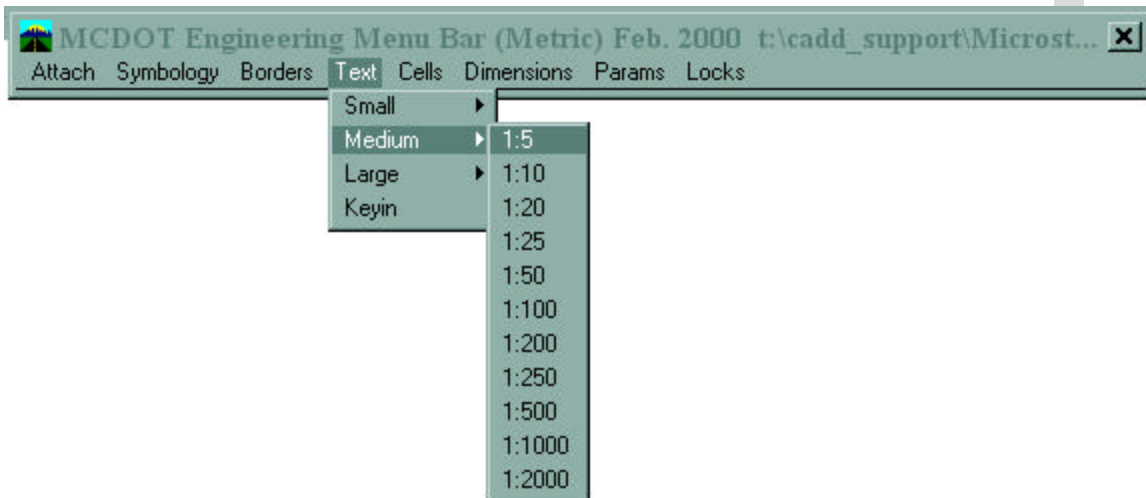 MCDOT Engineering Menu Bar (Metric) Feb. 2000 t:\cadd_support\Microst...
Attach Symbology Borders Text Cells Dimensions Params Locks
Small
Medium
Large
Keyin
1:5
1:10
1:20
1:25
1:50
1:100
1:200
1:250
1:500
1:1000
1:2000